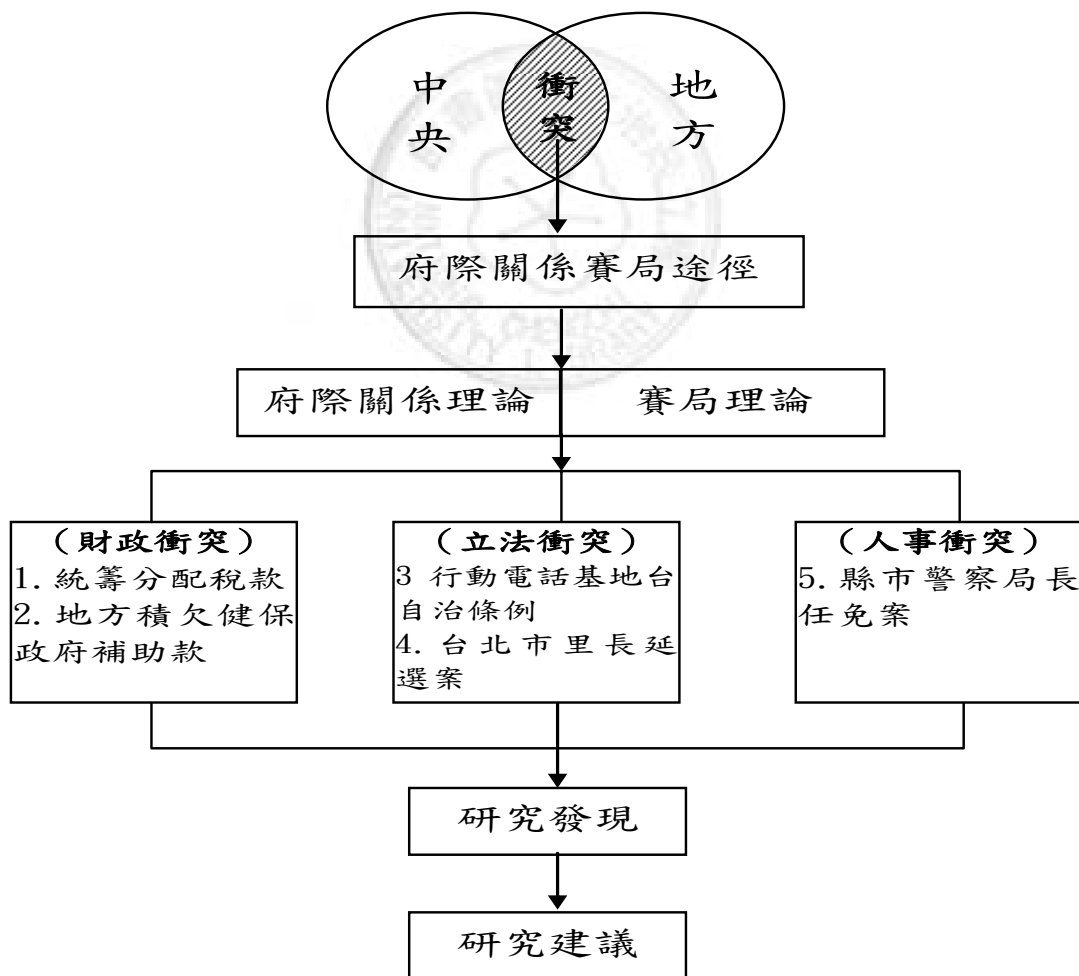 中央
衝突
地方
府際關係賽局途徑
府際關係理論
賽局理論
（財政衝突）
1. 統籌分配稅款
2. 地方積欠健保
政府補助款
（立法衝突）
3 行動電話基地台
自治條例
4. 台北市里長延
選案
（人事衝突）
5. 縣市警察局長
任免案
研究發現
研究建議